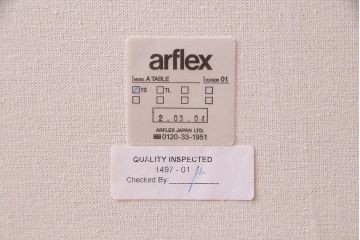 arflex
MODEL A TABLE VERSION 01
TS TL
2.03.04
ARFLEX JAPAN LTD.
0120-33-1951
QUALITY INSPECTED
1497 - 01
Checked By: